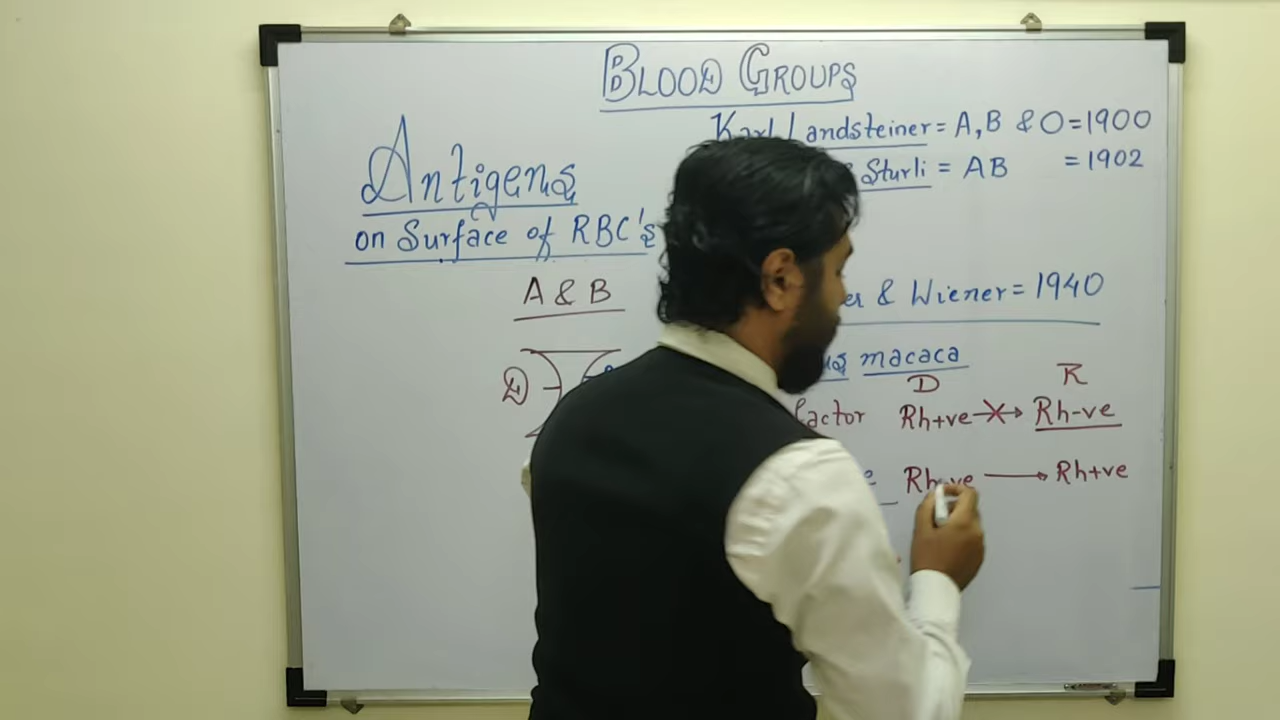 BLOOD GROUPS
Karl Landsteiner = A, B & O = 1900
Sturli = AB = 1902
Antigens
on Surface of RBC's
A & B
& Wiener = 1940
macaca
D
D R
factor Rh+ve Rh-ve
Rh-ve Rh+ve